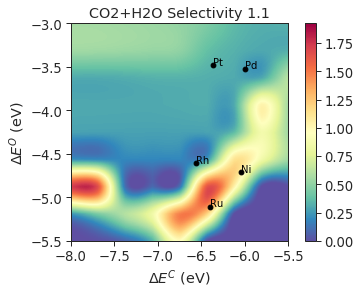 CO2+H2O Selectivity 1.1
ΔE^O (eV)
−3.0
−3.5
−4.0
−4.5
−5.0
−5.5
Pt
Pd
Rh
Ni
Ru
−8.0 −7.5 −7.0 −6.5 −6.0 −5.5
ΔE^C (eV)
1.75
1.50
1.25
1.00
0.75
0.50
0.25
0.00